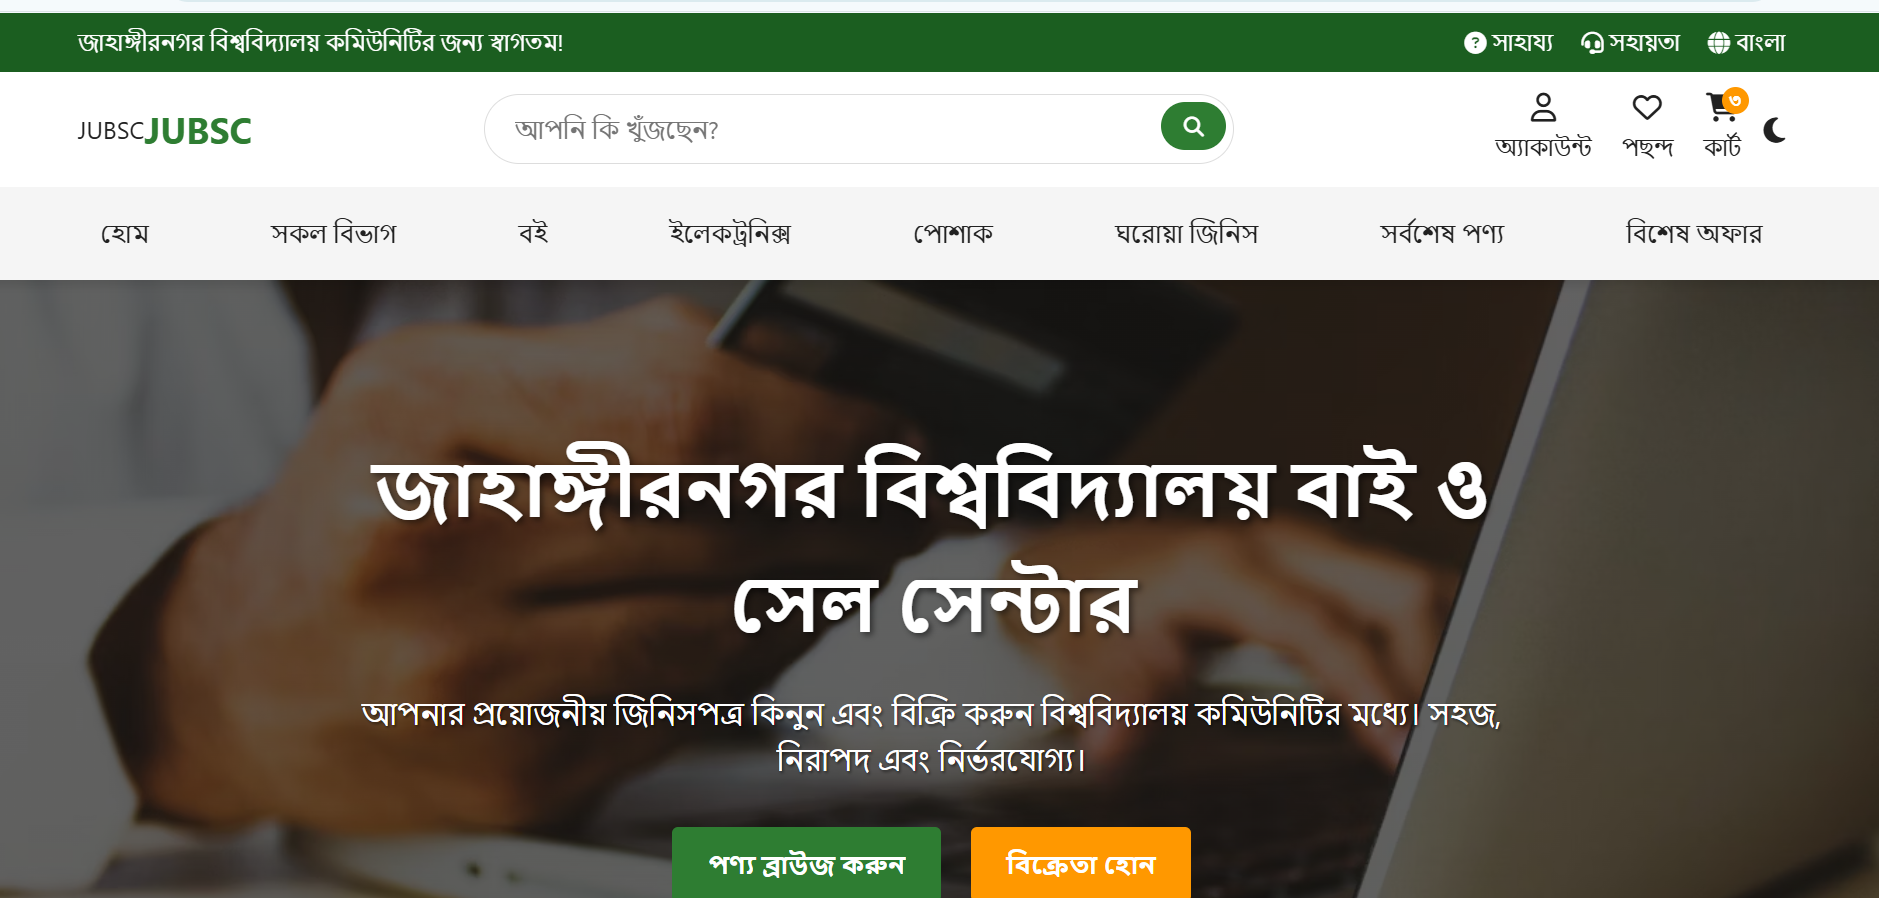 জাহাঙ্গীরনগর বিশ্ববিদ্যালয় কমিউনিটির জন্য স্বাগতম!
সাহায্য সহায়তা বাংলা
JUBSCJUBSC
আপনি কি খুঁজছেন?
৩
অ্যাকাউন্ট পছন্দ কার্ট
হোম সকল বিভাগ বই ইলেকট্রনিক্স পোশাক ঘরোয়া জিনিস সর্বশেষ পণ্য বিশেষ অফার
জাহাঙ্গীরনগর বিশ্ববিদ্যালয় বাই ও
সেল সেন্টার
আপনার প্রয়োজনীয় জিনিসপত্র কিনুন এবং বিক্রি করুন বিশ্ববিদ্যালয় কমিউনিটির মধ্যে। সহজ,
নিরাপদ এবং নির্ভরযোগ্য।
পণ্য ব্রাউজ করুন বিক্রেতা হোন